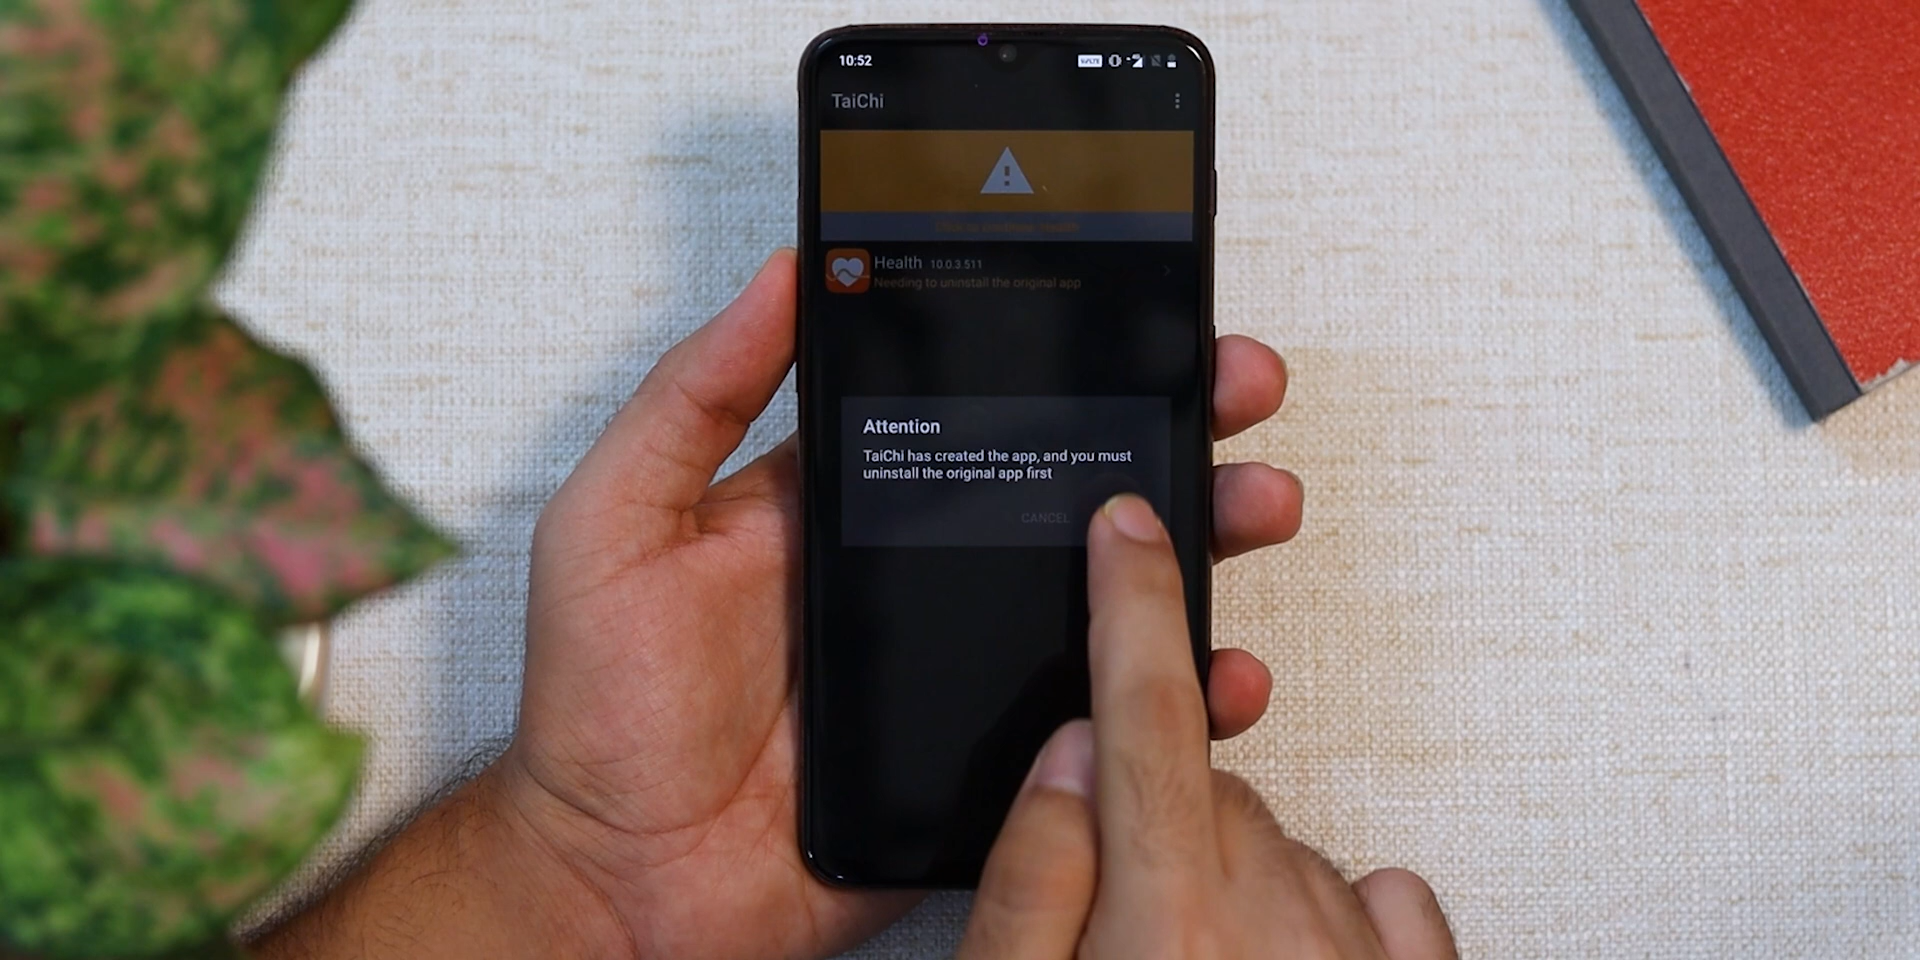 10:52
VoLTE
TaiChi
Health 10.0.3.511
Needing to uninstall the original app
Attention
TaiChi has created the app, and you must
uninstall the original app first
CANCEL